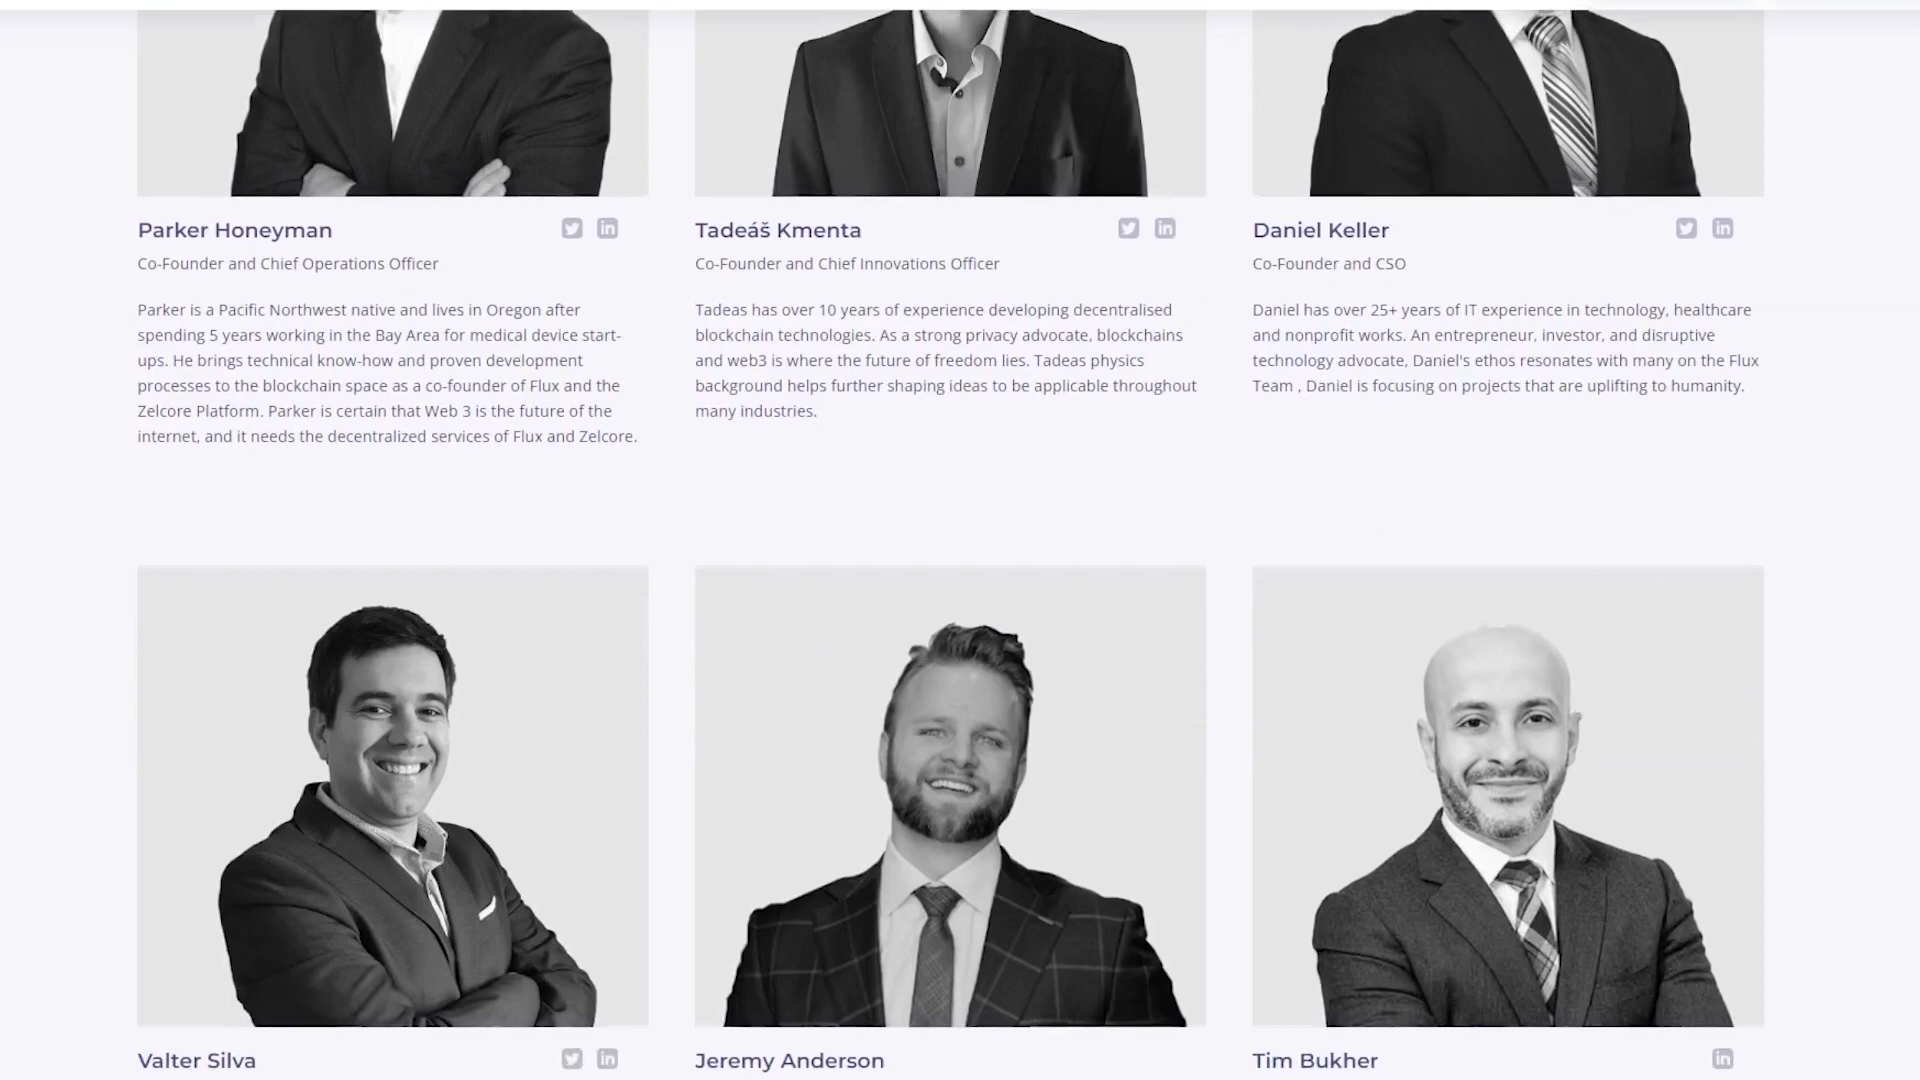 Parker Honeyman
Co-Founder and Chief Operations Officer
Parker is a Pacific Northwest native and lives in Oregon after
spending 5 years working in the Bay Area for medical device start-
ups. He brings technical know-how and proven development
processes to the blockchain space as a co-founder of Flux and the
Zelcore Platform. Parker is certain that Web 3 is the future of the
internet, and it needs the decentralized services of Flux and Zelcore.
Tadeáš Kmenta
Co-Founder and Chief Innovations Officer
Tadeas has over 10 years of experience developing decentralised
blockchain technologies. As a strong privacy advocate, blockchains
and web3 is where the future of freedom lies. Tadeas physics
background helps further shaping ideas to be applicable throughout
many industries.
Daniel Keller
Co-Founder and CSO
Daniel has over 25+ years of IT experience in technology, healthcare
and nonprofit works. An entrepreneur, investor, and disruptive
technology advocate, Daniel's ethos resonates with many on the Flux
Team , Daniel is focusing on projects that are uplifting to humanity.
Valter Silva
Jeremy Anderson
Tim Bukher